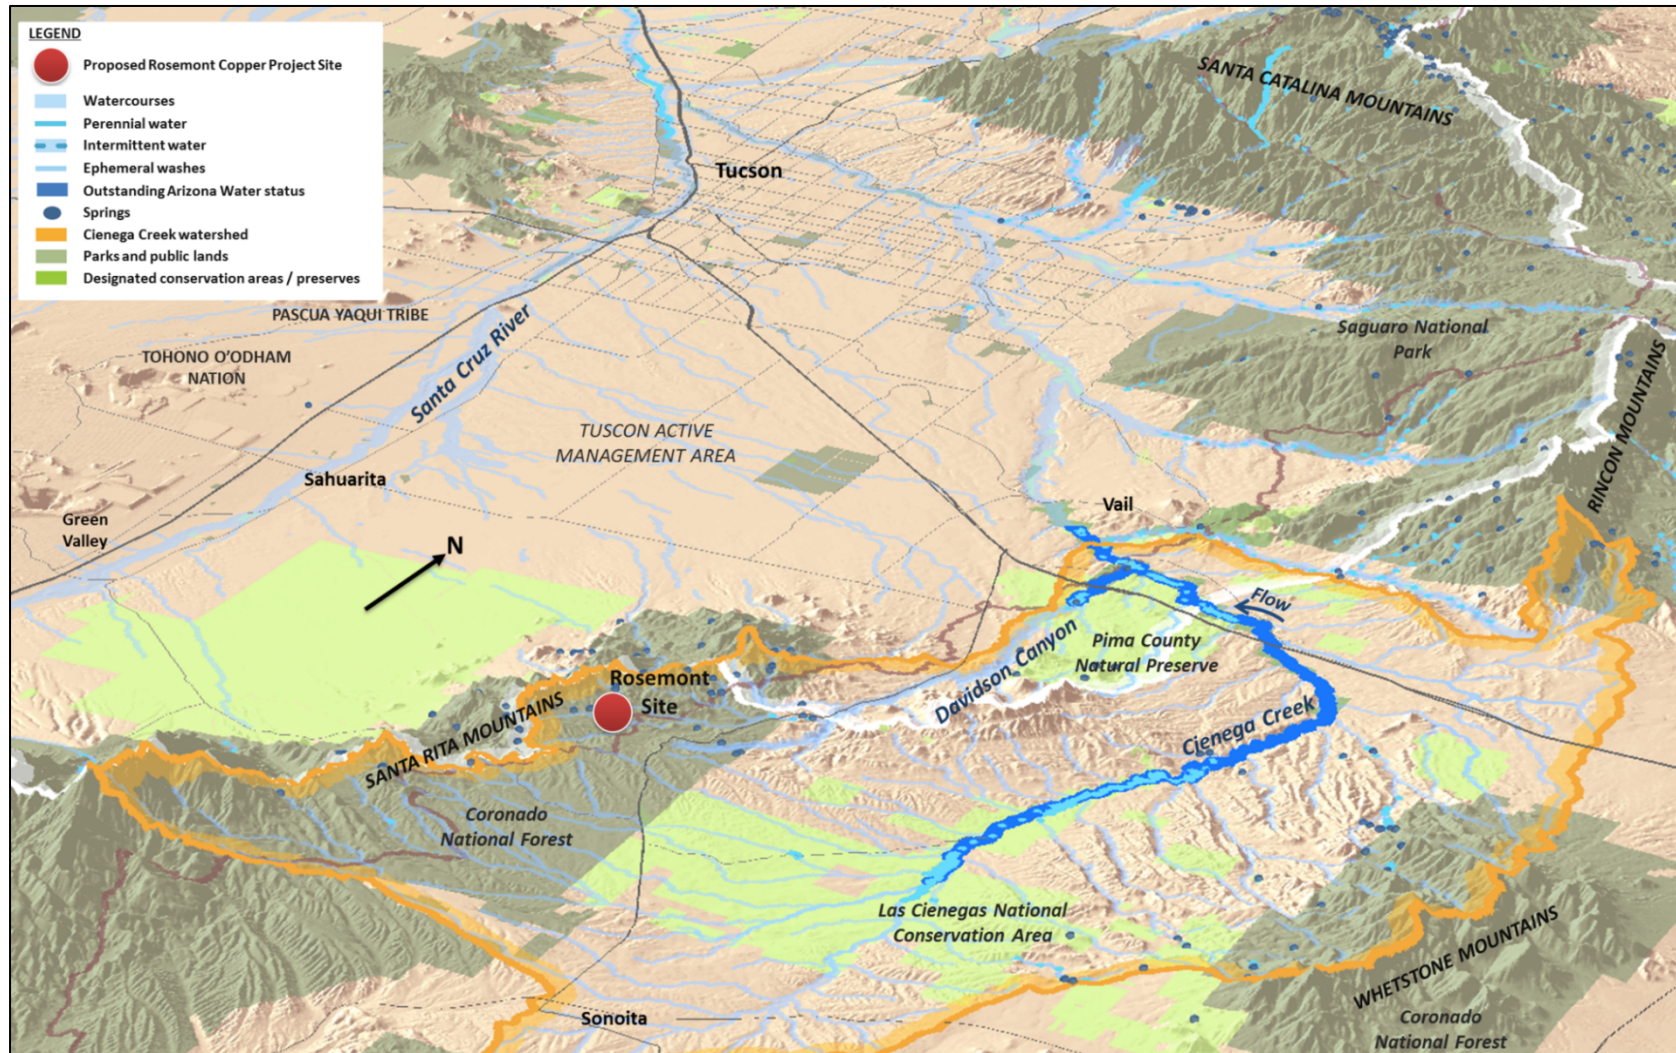 LEGEND
Proposed Rosemont Copper Project Site
Watercourses
Perennial water
Intermittent water
Ephemeral washes
Outstanding Arizona Water status
Springs
Cienega Creek watershed
Parks and public lands
Designated conservation areas / preserves
SANTA CATALINA MOUNTAINS
Tucson
PASCUA YAQUI TRIBE
TOHONO O'ODHAM
NATION
Santa Cruz River
Saguaro National
Park
RINCON MOUNTAINS
TUSCON ACTIVE
MANAGEMENT AREA
Sahuarita
Green
Valley
Vail
N
Flow
Pima County
Natural Preserve
Davidson Canyon
Rosemont
Site
SANTA RITA MOUNTAINS
Cienega Creek
Coronado
National Forest
Las Cienegas National
Conservation Area
WHETSTONE MOUNTAINS
Sonoita
Coronado
National Forest